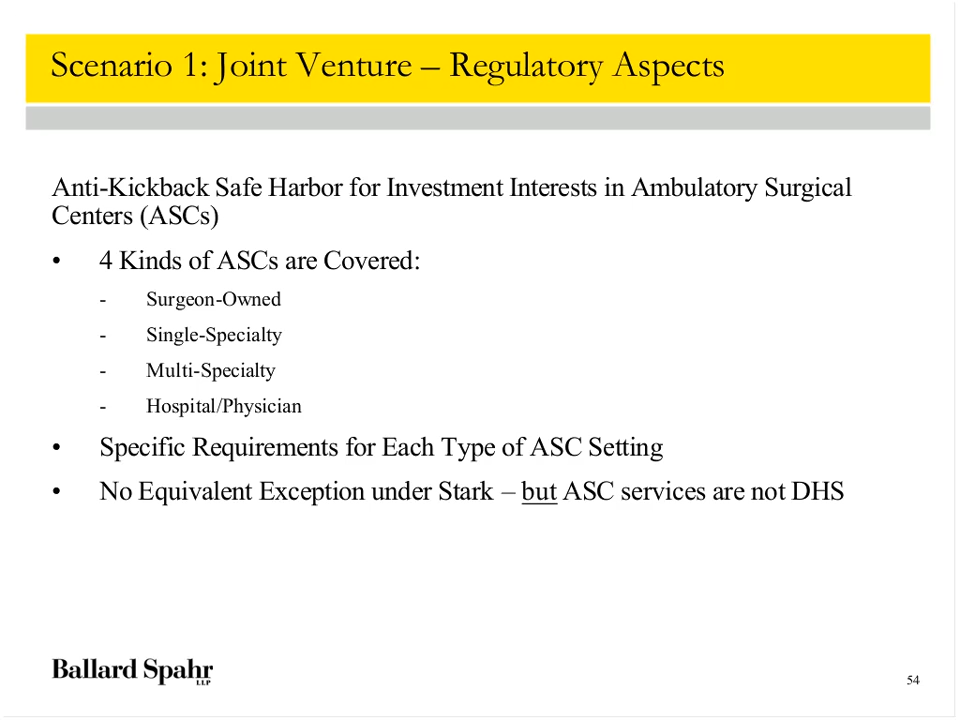 Scenario 1: Joint Venture – Regulatory Aspects
Anti-Kickback Safe Harbor for Investment Interests in Ambulatory Surgical
Centers (ASCs)
• 4 Kinds of ASCs are Covered:
- Surgeon-Owned
- Single-Specialty
- Multi-Specialty
- Hospital/Physician
• Specific Requirements for Each Type of ASC Setting
• No Equivalent Exception under Stark – but ASC services are not DHS
Ballard Spahr
LLP
54